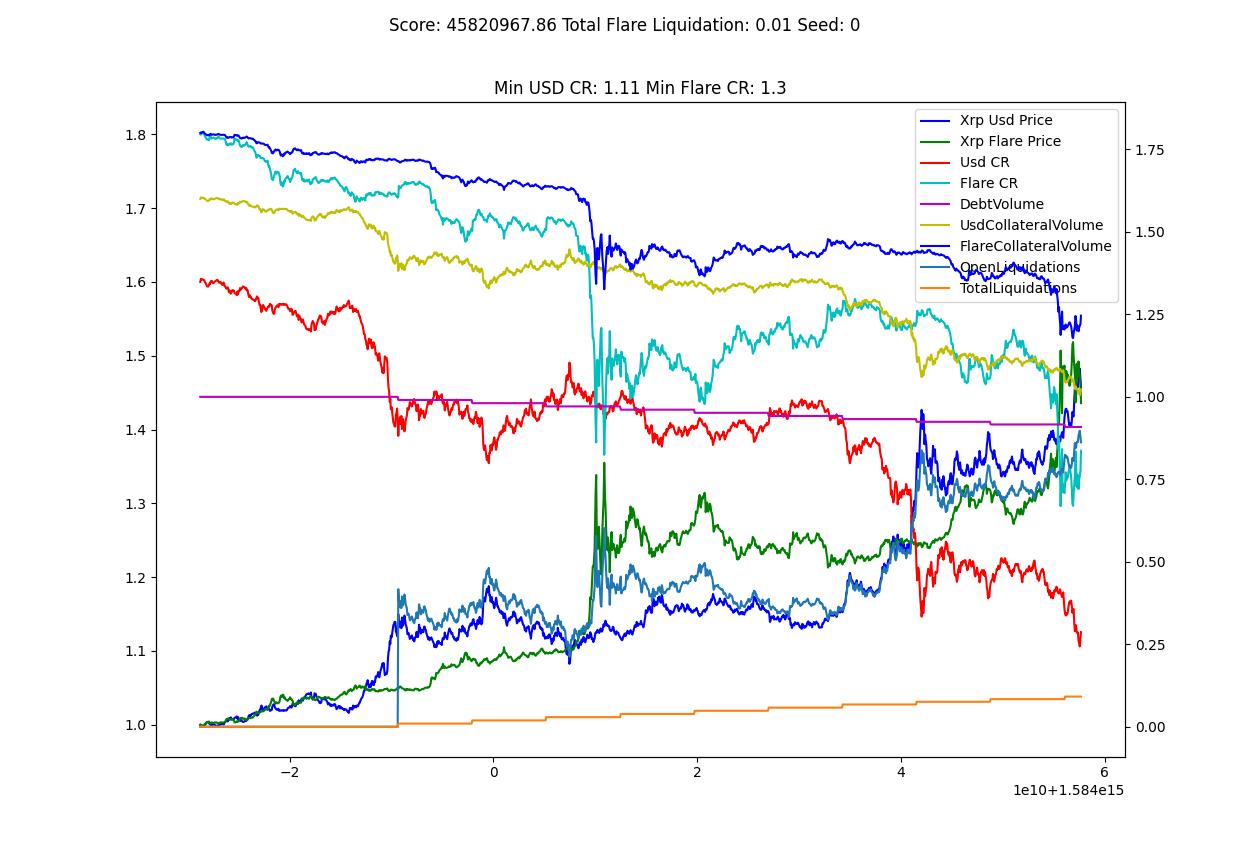 Score: 45820967.86 Total Flare Liquidation: 0.01 Seed: 0
Min USD CR: 1.11 Min Flare CR: 1.3
Xrp Usd Price
Xrp Flare Price
Usd CR
Flare CR
DebtVolume
UsdCollateralVolume
FlareCollateralVolume
OpenLiquidations
TotalLiquidations
1.8
1.7
1.6
1.5
1.4
1.3
1.2
1.1
1.0
1.75
1.50
1.25
1.00
0.75
0.50
0.25
0.00
−2 0 2 4 6
1e10+1.584e15